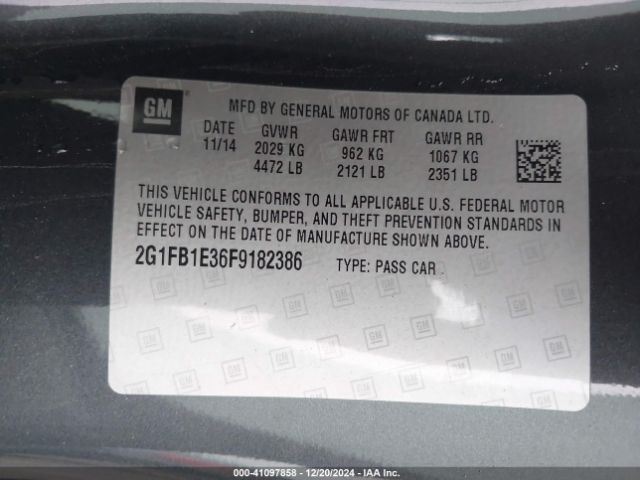 GM
MFD BY GENERAL MOTORS OF CANADA LTD.
DATE GVWR GAWR FRT GAWR RR
11/14 2029 KG 962 KG 1067 KG
4472 LB 2121 LB 2351 LB
THIS VEHICLE CONFORMS TO ALL APPLICABLE U.S. FEDERAL MOTOR
VEHICLE SAFETY, BUMPER, AND THEFT PREVENTION STANDARDS IN
EFFECT ON THE DATE OF MANUFACTURE SHOWN ABOVE.
2G1FB1E36F9182386 TYPE: PASS CAR
000-41097858 - 12/20/2024 - IAA Inc.